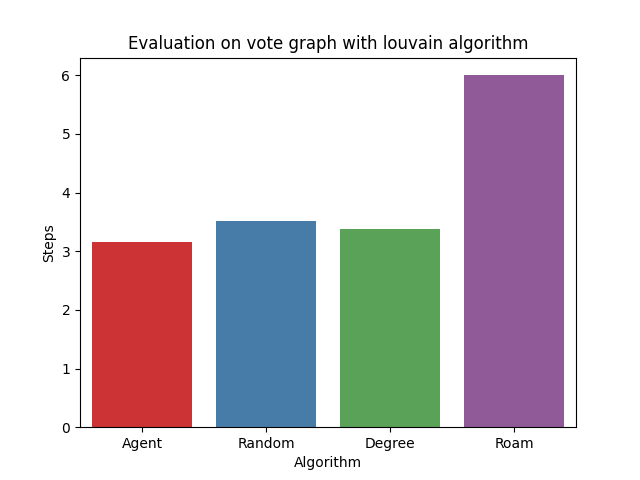 Evaluation on vote graph with louvain algorithm
6
5
4
3
2
1
0
Steps
Agent Random Degree Roam
Algorithm